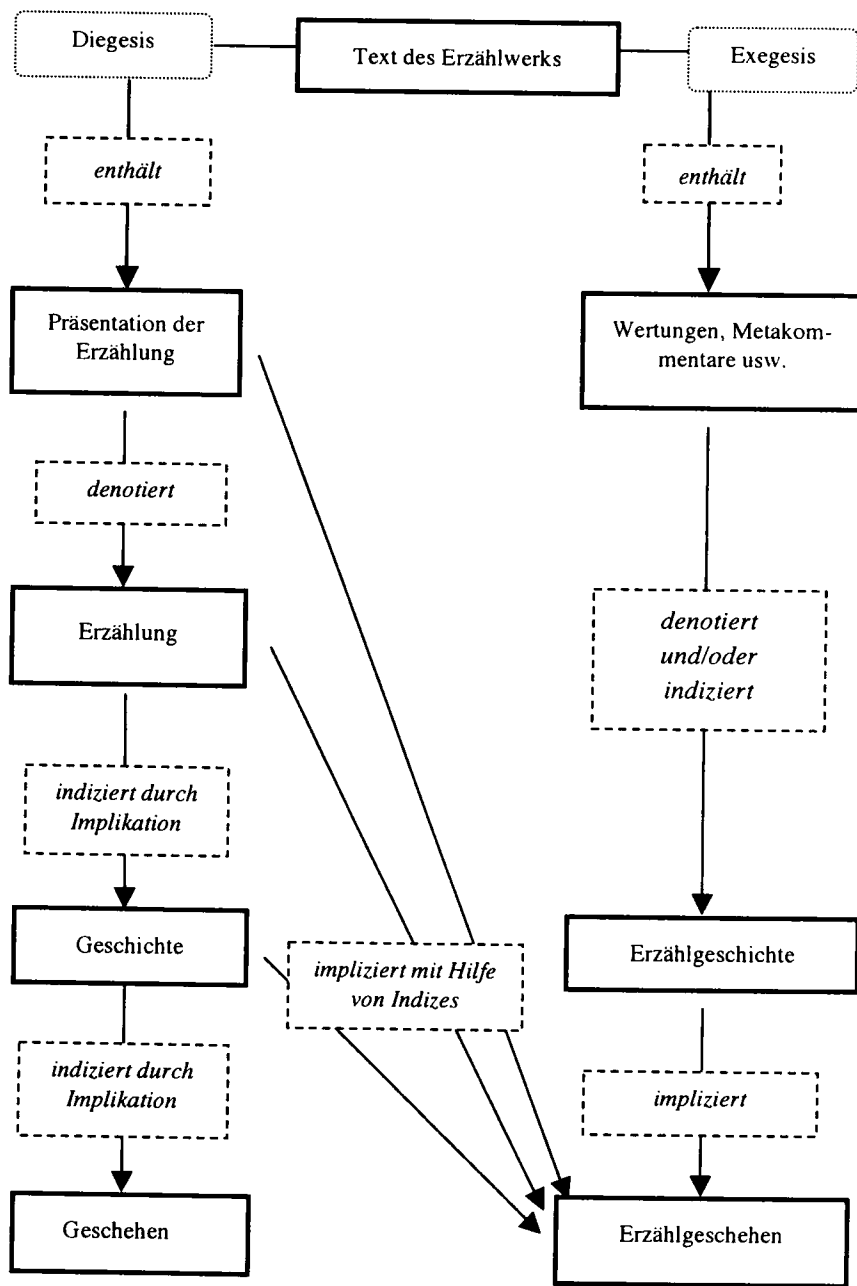 Diegesis
Text des Erzählwerks
Exegesis
enthält
enthält
Präsentation der
Erzählung
Wertungen, Metakom-
mentare usw.
denotiert
Erzählung
denotiert
und/oder
indiziert
indiziert durch
Implikation
Geschichte
impliziert mit Hilfe
von Indizes
Erzählgeschichte
indiziert durch
Implikation
impliziert
Geschehen
Erzählgeschehen